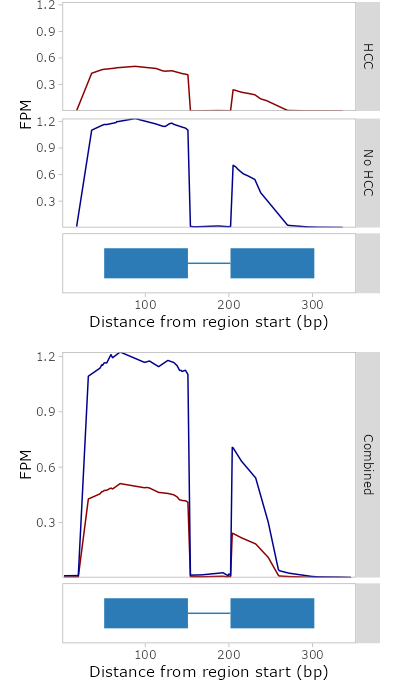 1.2
0.9
0.6
0.3
HCC
FPM
1.2
0.9
0.6
0.3
No HCC
100 200 300
Distance from region start (bp)
1.2
0.9
0.6
0.3
FPM
Combined
100 200 300
Distance from region start (bp)